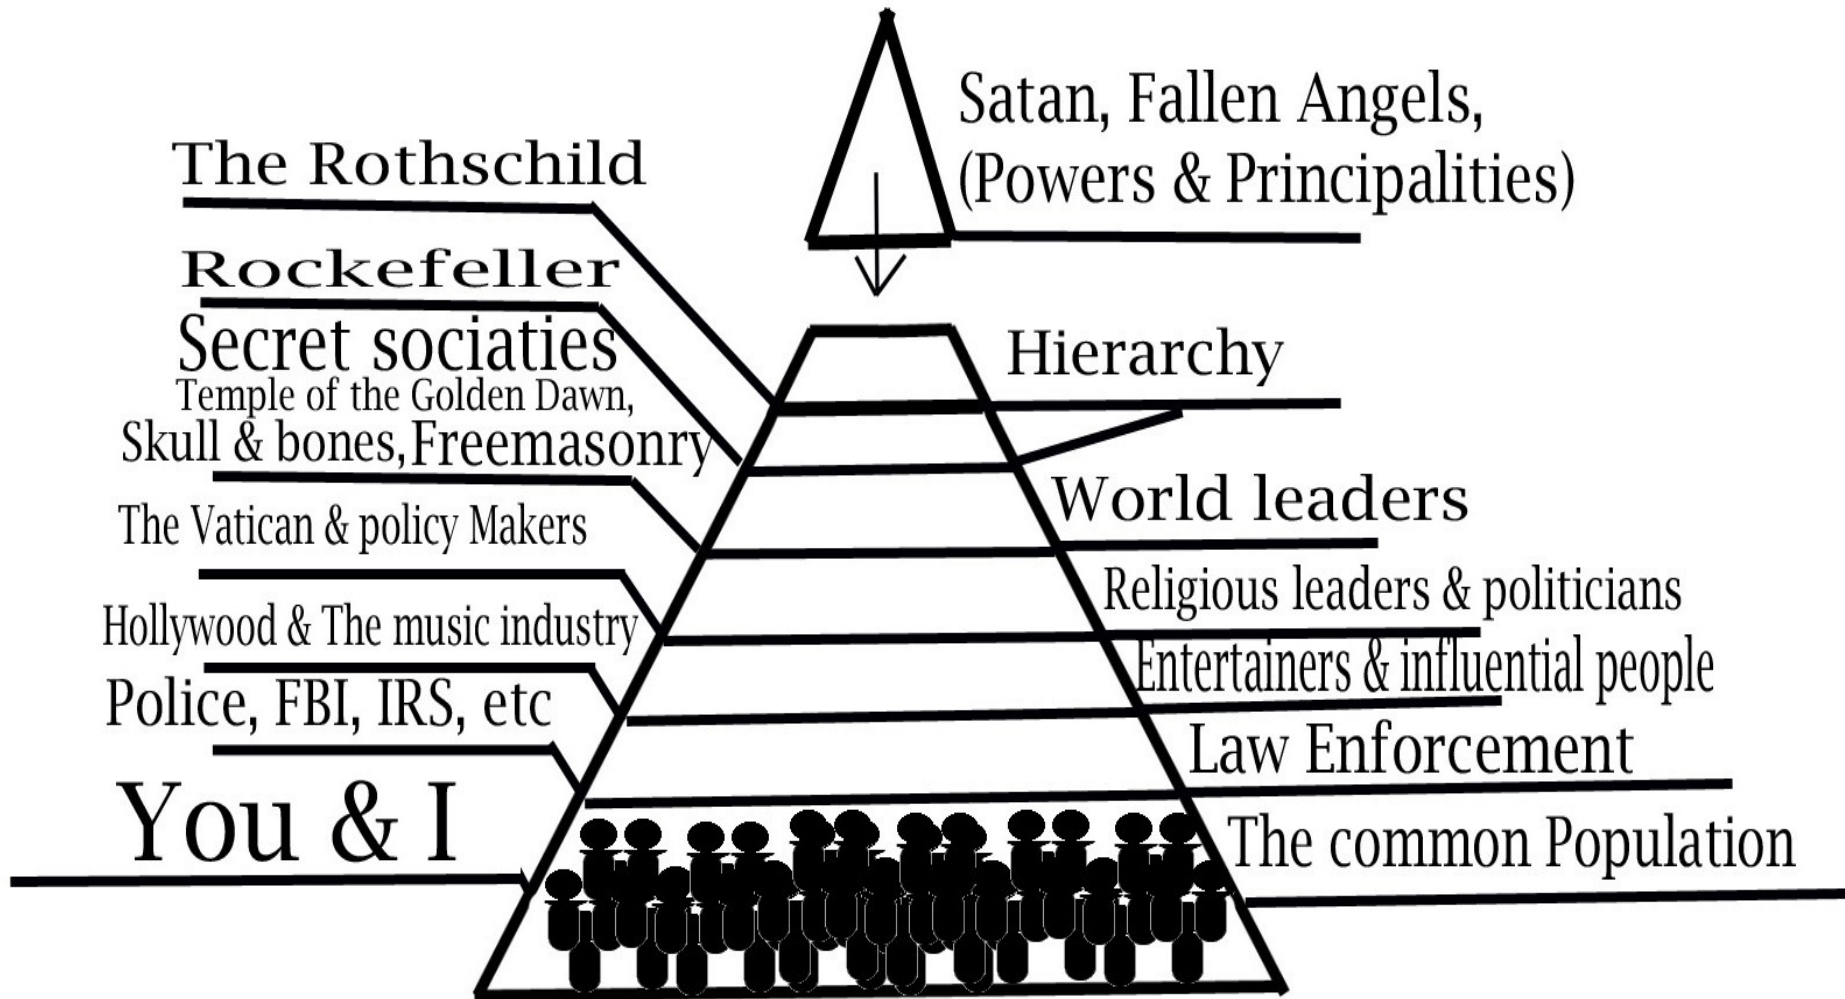 Satan, Fallen Angels,
(Powers & Principalities)
The Rothschild
Rockefeller
Secret sociaties
Temple of the Golden Dawn,
Skull & bones, Freemasonry
The Vatican & policy Makers
Hollywood & The music industry
Police, FBI, IRS, etc
You & I
Hierarchy
World leaders
Religious leaders & politicians
Entertainers & influential people
Law Enforcement
The common Population